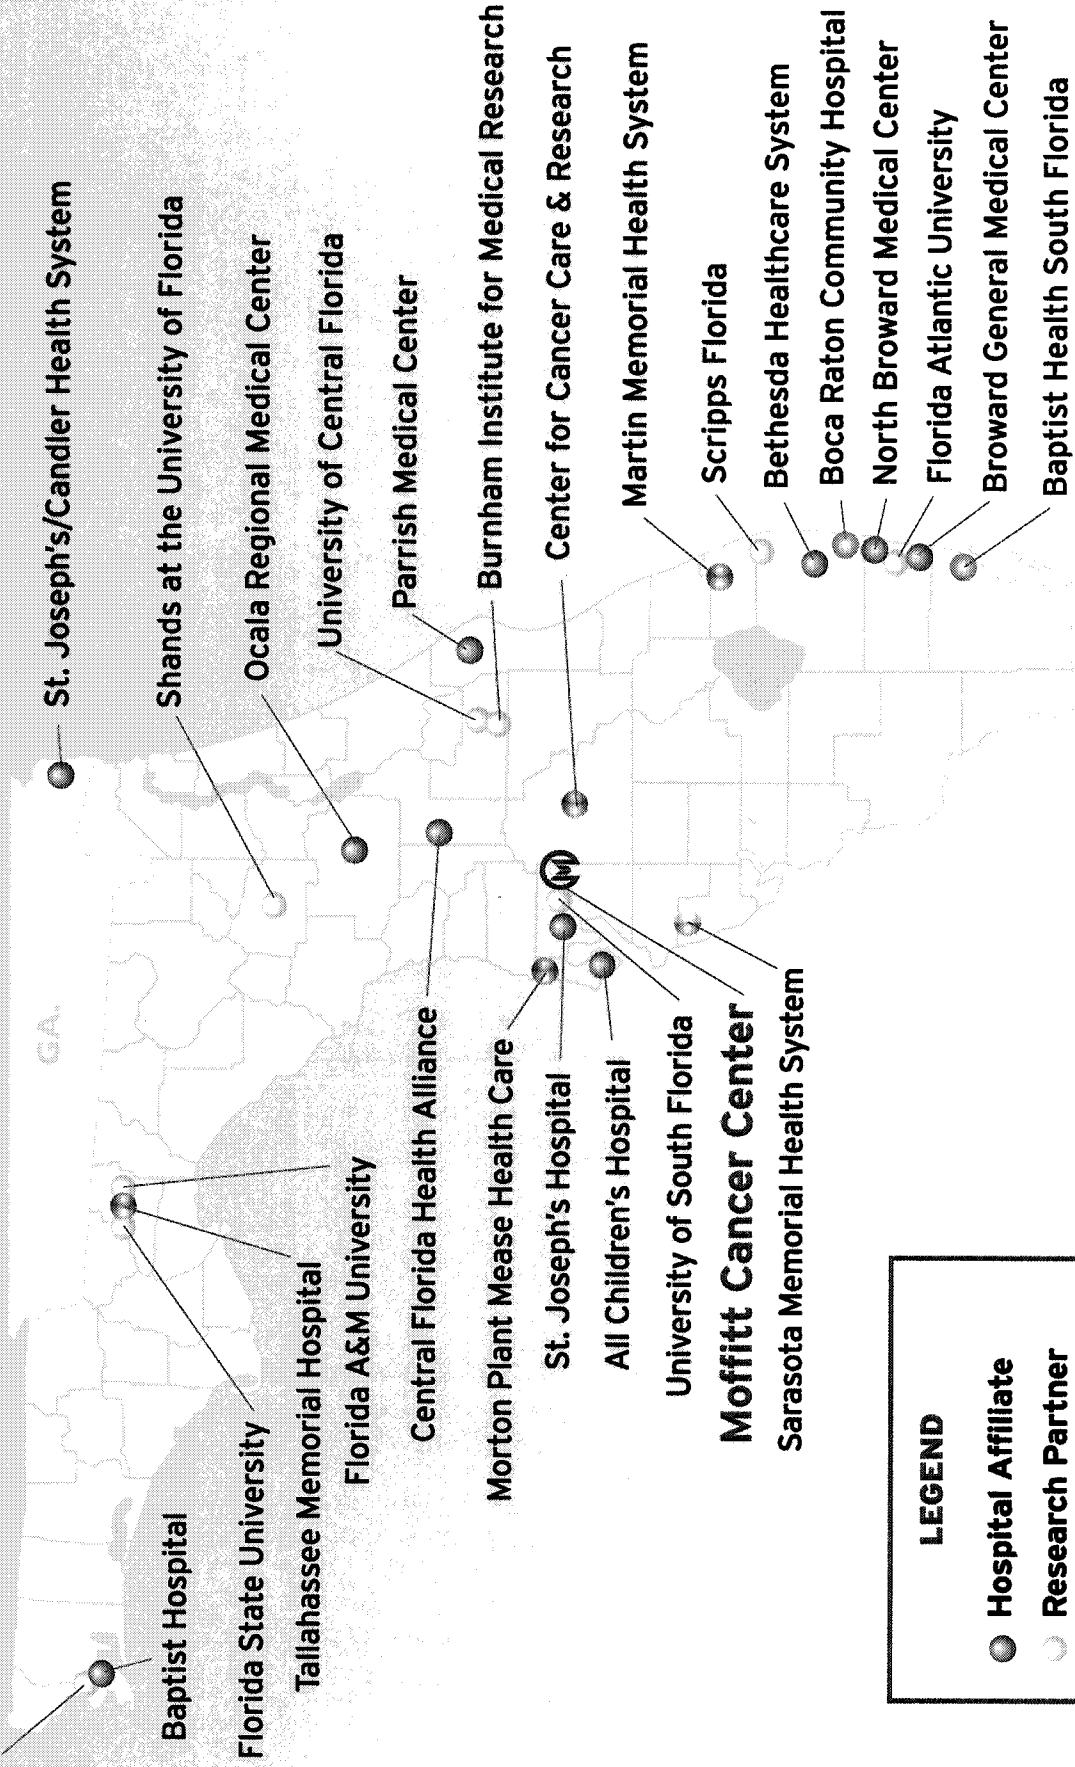 St. Joseph's/Candler Health System
Shands at the University of Florida
Ocala Regional Medical Center
University of Central Florida
Parrish Medical Center
Burnham Institute for Medical Research
Center for Cancer Care & Research
Martin Memorial Health System
Scripps Florida
Bethesda Healthcare System
Boca Raton Community Hospital
North Broward Medical Center
Florida Atlantic University
Broward General Medical Center
Baptist Health South Florida
GA.
M
Baptist Hospital
Florida State University
Tallahassee Memorial Hospital
Florida A&M University
Central Florida Health Alliance
Morton Plant Mease Health Care
St. Joseph's Hospital
All Children's Hospital
University of South Florida
Moffitt Cancer Center
Sarasota Memorial Health System
LEGEND
Hospital Affiliate
Research Partner